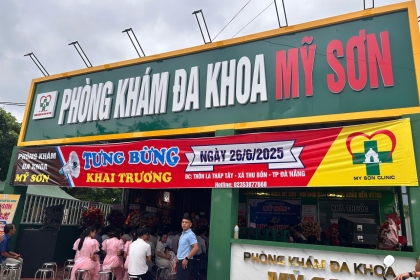 PHÒNG KHÁM ĐA KHOA MỸ SƠN
PHÒNG KHÁM
ĐA KHOA
MỸ SƠN
TƯNG BỪNG
KHAI TRƯƠNG
NGÀY 26/6/2025
ĐC: THÔN LA THÁP TÂY - XÃ THU BỒN - TP ĐÀ NẴNG
Hotline: 02353877868
MY SON CLINIC
PHÒNG KHÁM ĐA KHOA